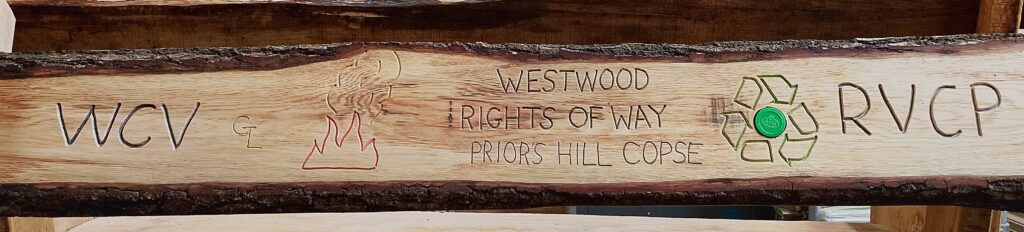 WCV
GL
WESTWOOD
RIGHTS OF WAY
PRIOR'S HILL COPSE
RVCP